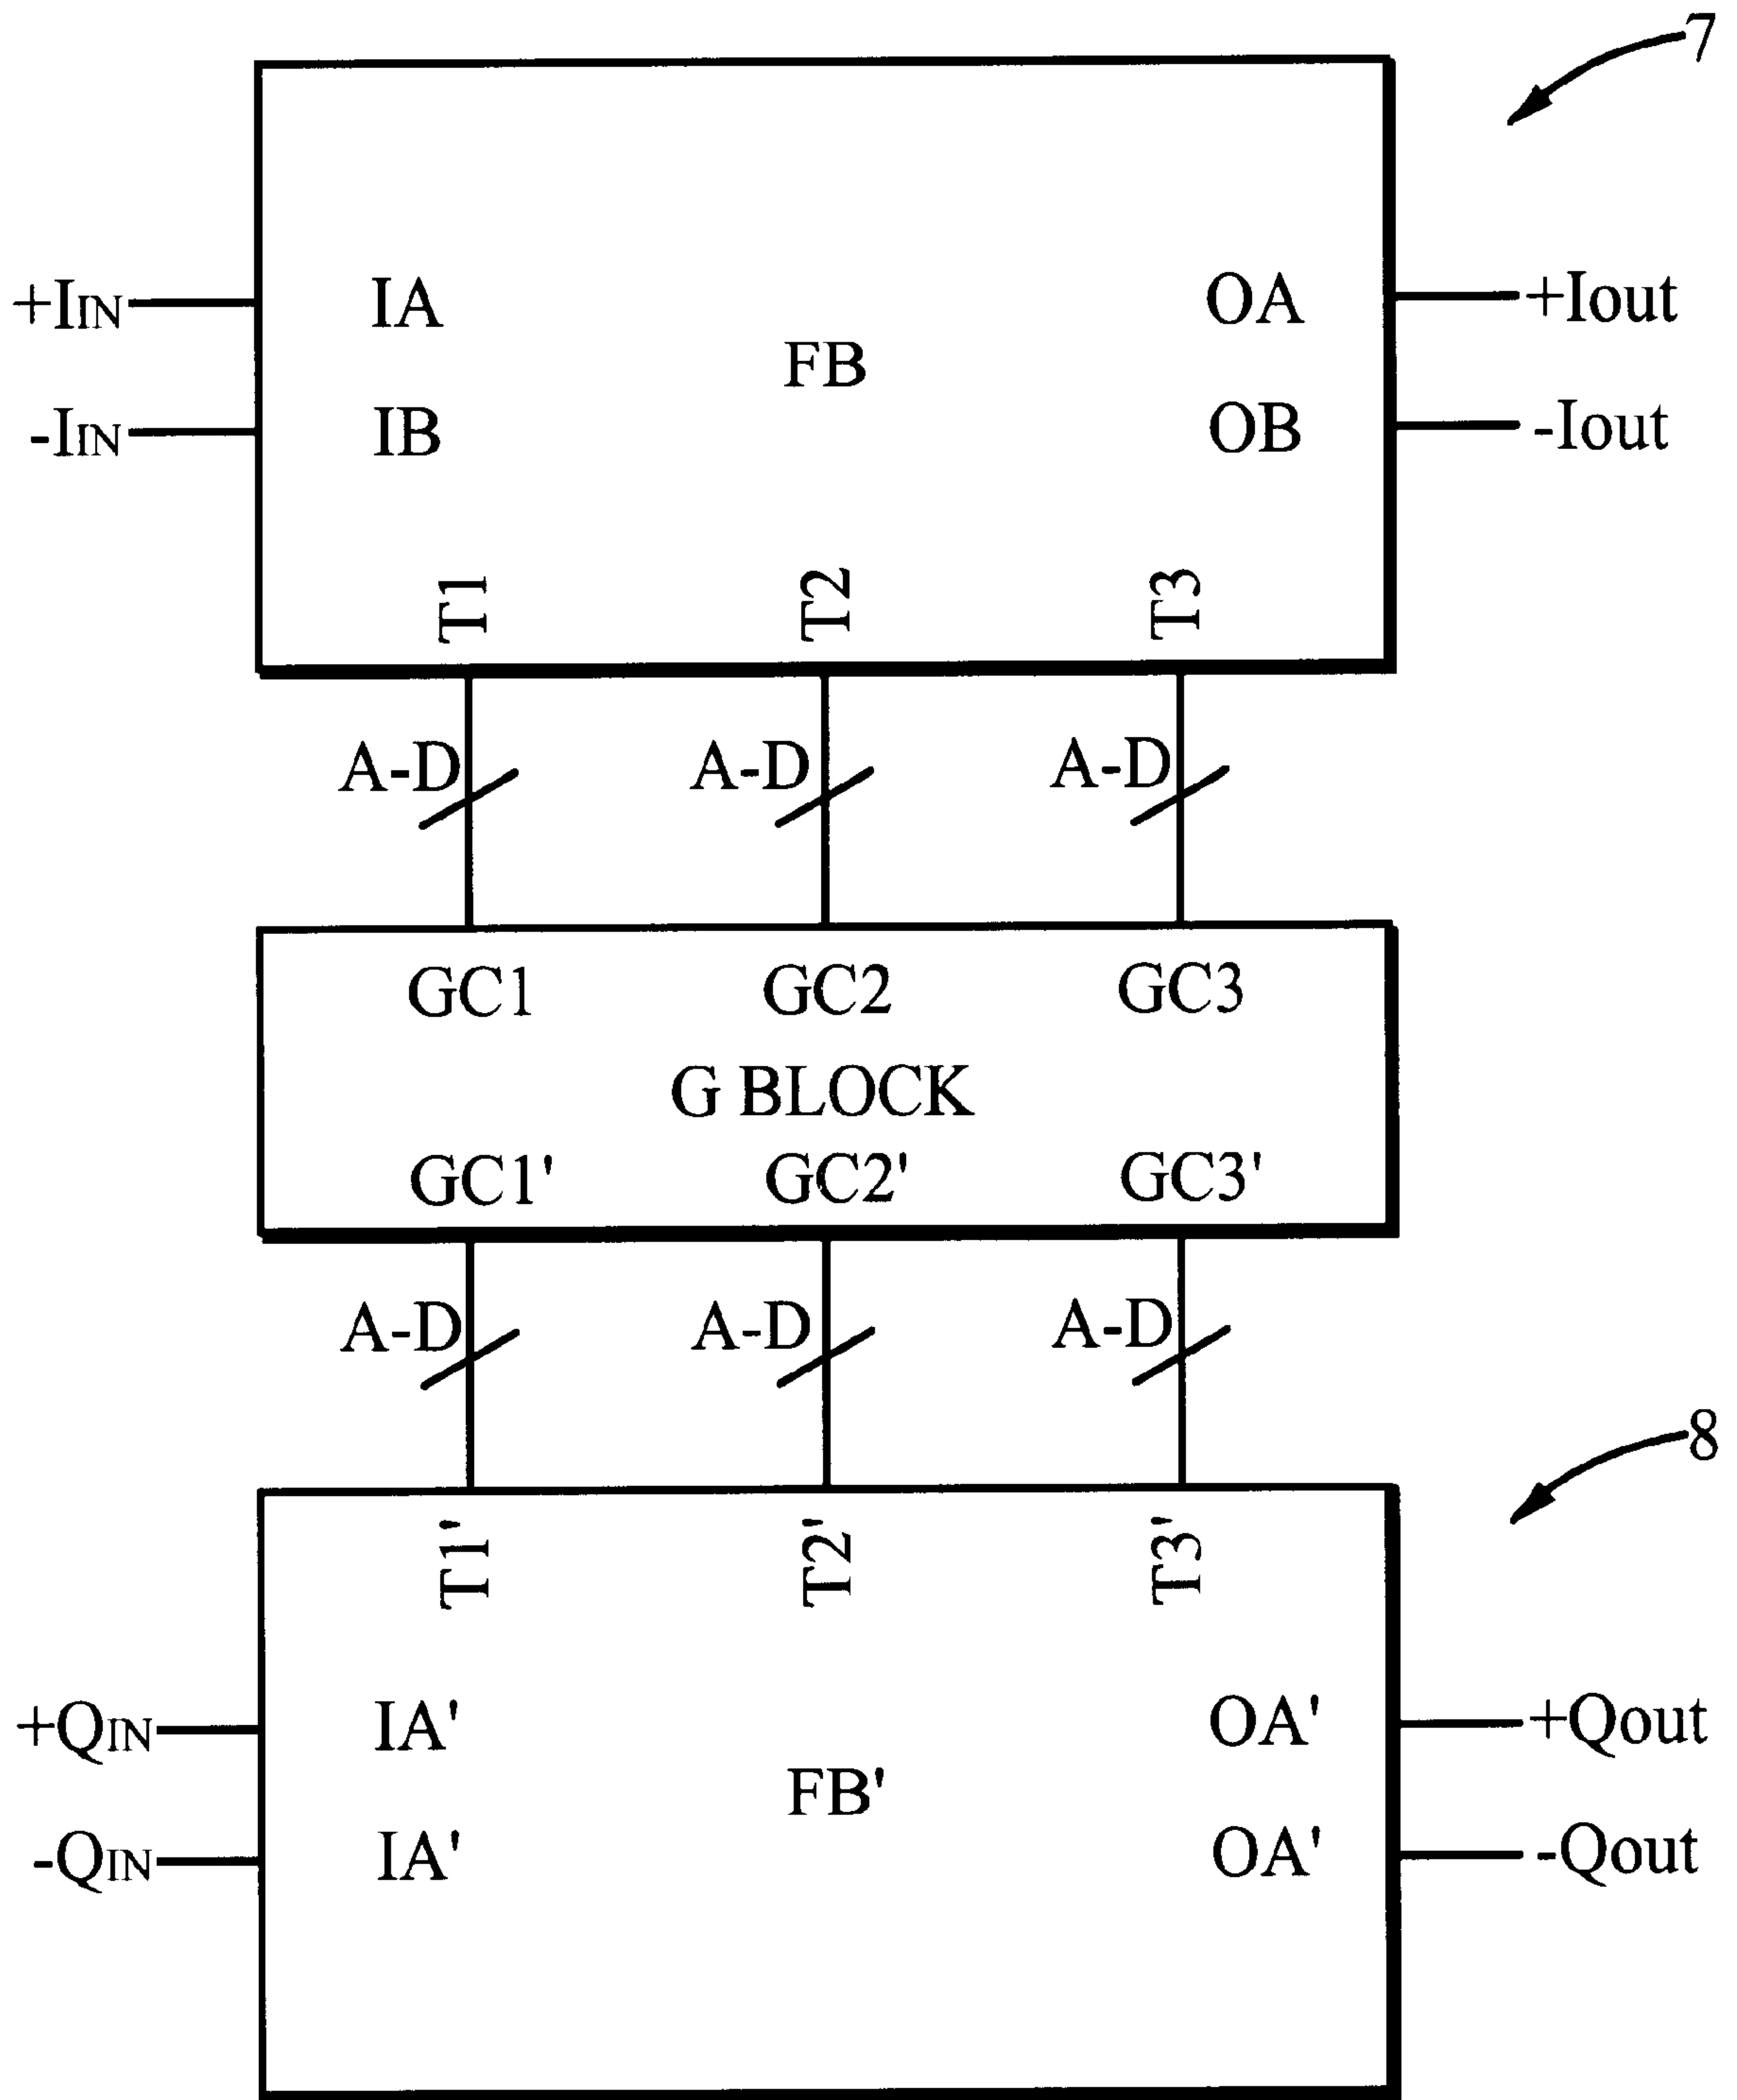 7
+IIN IA OA +Iout
FB
-IIN IB OB -Iout
T1 T2 T3
A-D A-D A-D
GC1 GC2 GC3
G BLOCK
GC1' GC2' GC3'
A-D A-D A-D
8
T1' T2' T3'
+QIN IA' OA' +Qout
FB'
-QIN IA' OA' -Qout